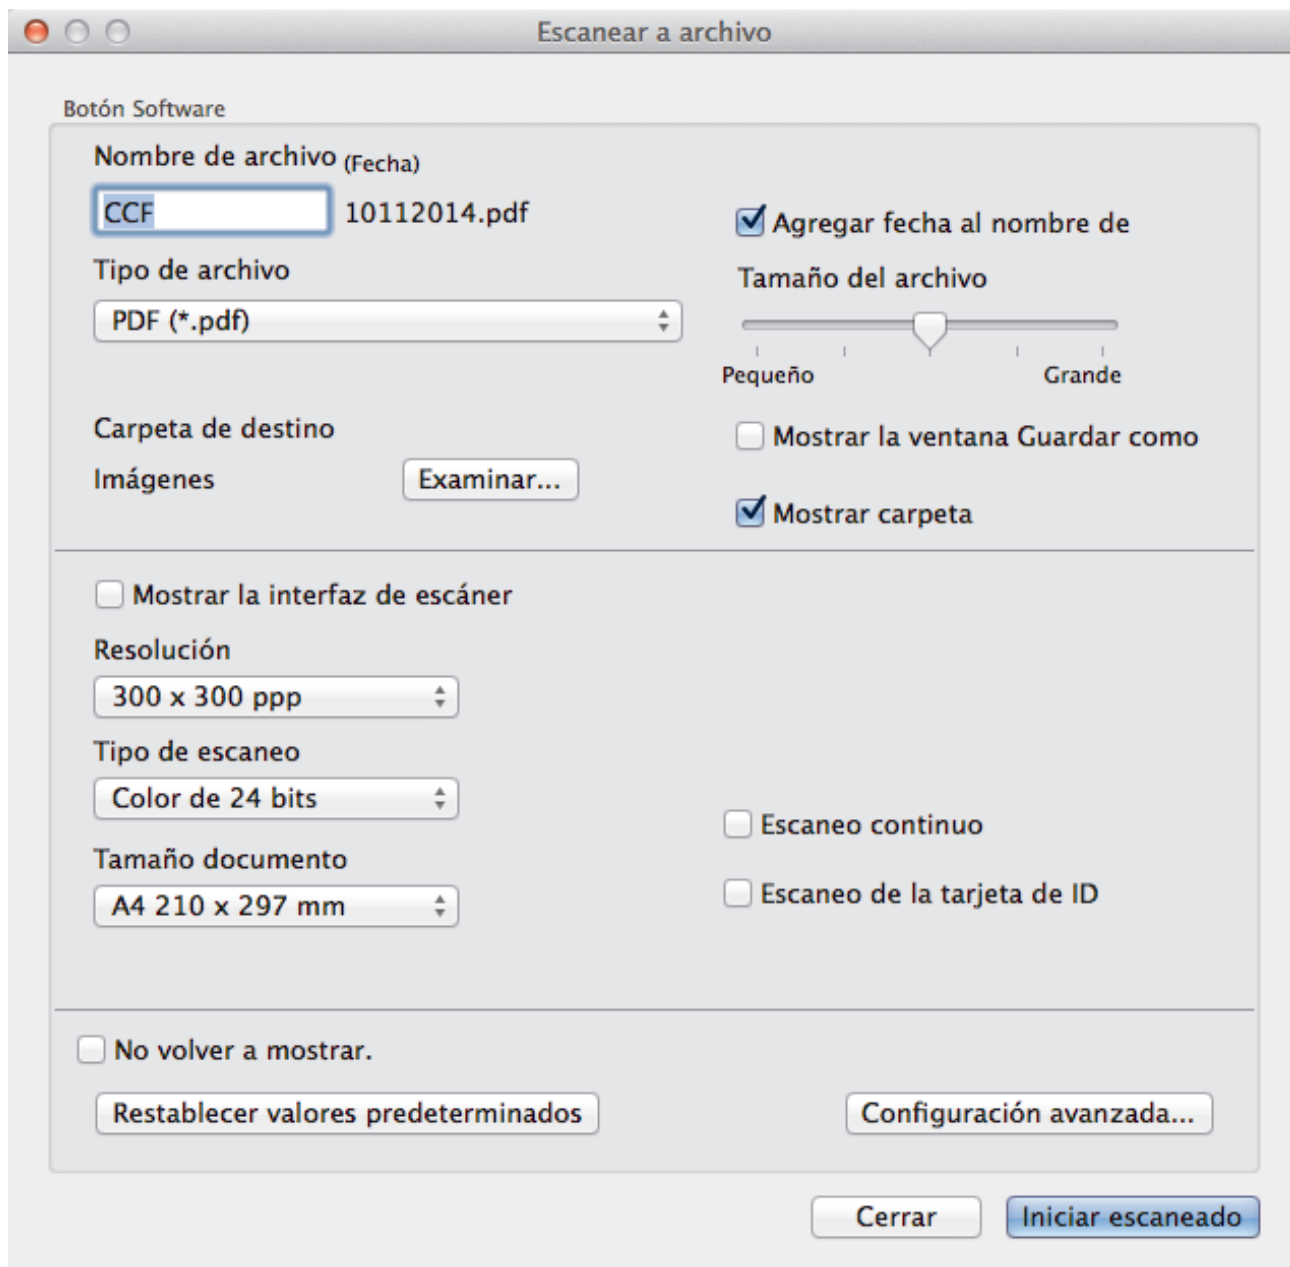 Escanear a archivo
Botón Software
Nombre de archivo (Fecha)
CCF 10112014.pdf
Agregar fecha al nombre de
Tipo de archivo
Tamaño del archivo
PDF (*.pdf)
Pequeño Grande
Carpeta de destino
Mostrar la ventana Guardar como
Imágenes Examinar...
Mostrar carpeta
Mostrar la interfaz de escáner
Resolución
300 x 300 ppp
Tipo de escaneo
Color de 24 bits
Escaneo continuo
Tamaño documento
Escaneo de la tarjeta de ID
A4 210 x 297 mm
No volver a mostrar.
Restablecer valores predeterminados Configuración avanzada...
Cerrar Iniciar escaneado